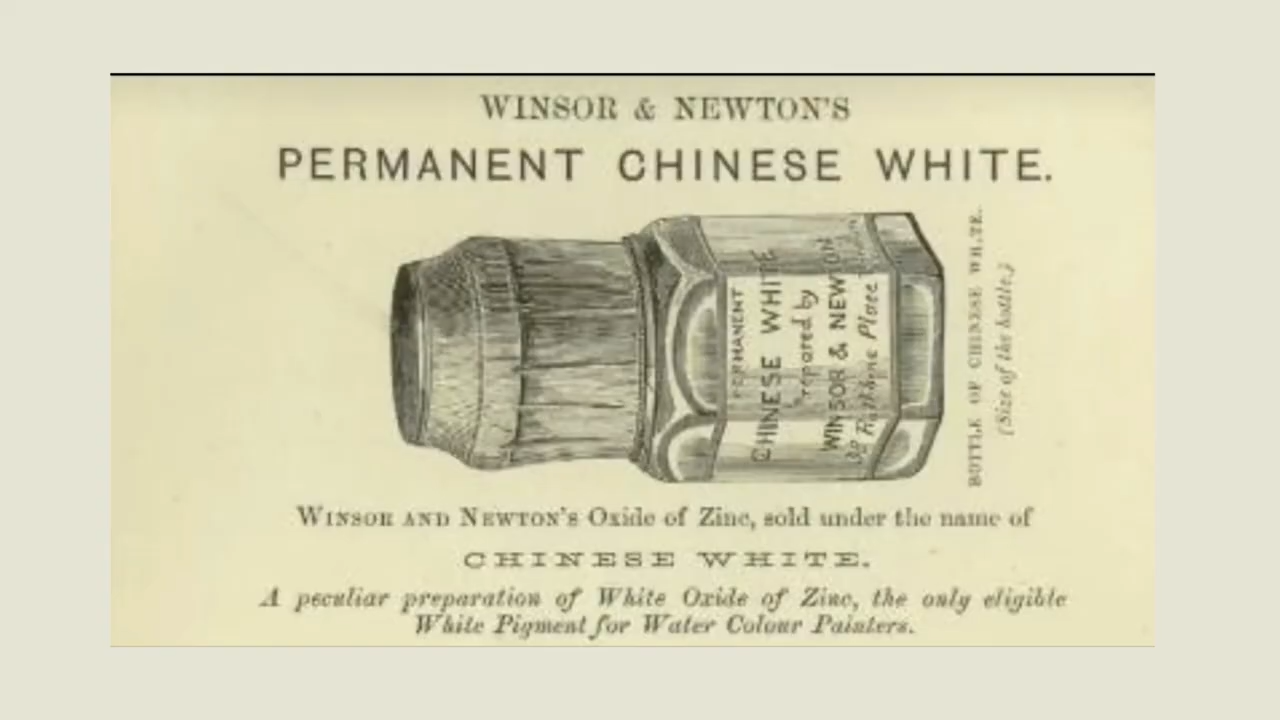 WINSOR & NEWTON'S
PERMANENT CHINESE WHITE.
PERMANENT
CHINESE WHITE
Prepared by
WINSOR & NEWTON
38 Rathbone Place
BOTTLE OF CHINESE WHITE.
(Size of the bottle.)
WINSOR AND NEWTON'S Oxide of Zinc, sold under the name of
CHINESE WHITE.
A peculiar preparation of White Oxide of Zinc, the only eligible
White Pigment for Water Colour Painters.